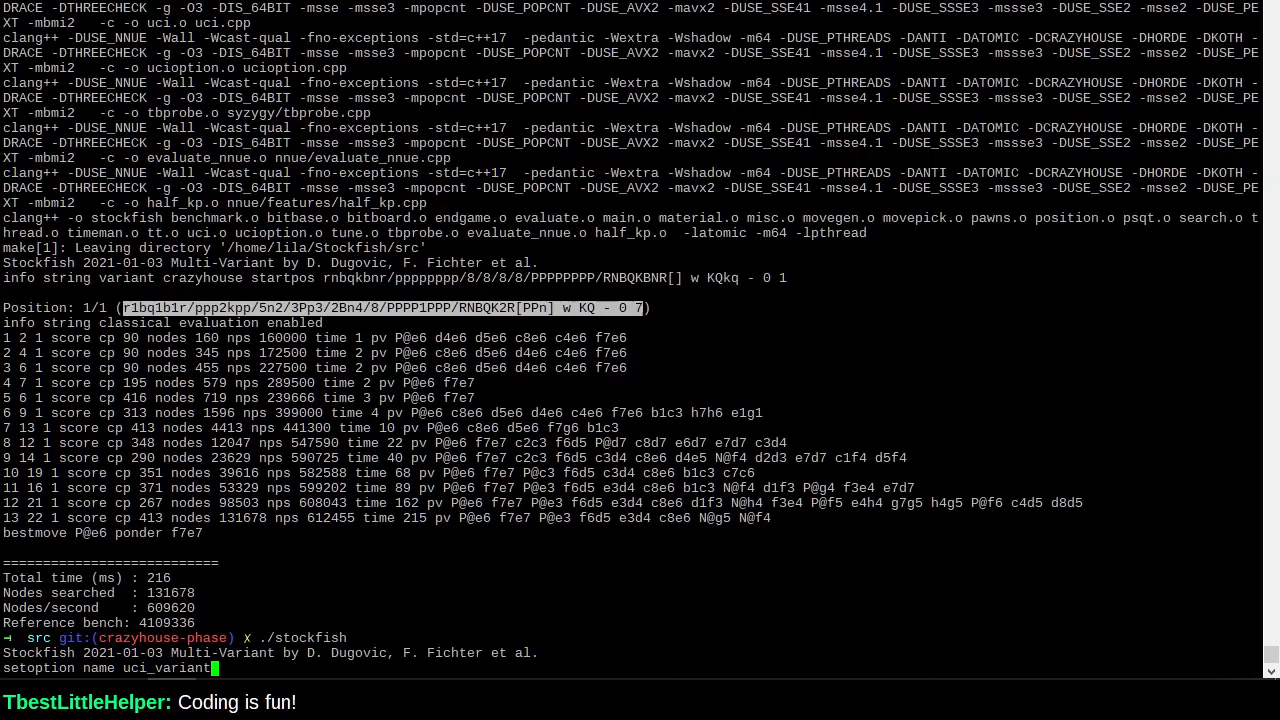 DRACE -DTHREECHECK -g -O3 -DIS_64BIT -msse -msse3 -mpopcnt -DUSE_POPCNT -DUSE_AVX2 -mavx2 -DUSE_SSE41 -msse4.1 -DUSE_SSSE3 -mssse3 -DUSE_SSE2 -msse2 -DUSE_PE
XT -mbmi2   -c -o uci.o uci.cpp
clang++ -DUSE_NNUE -Wall -Wcast-qual -fno-exceptions -std=c++17  -pedantic -Wextra -Wshadow -m64 -DUSE_PTHREADS -DANTI -DATOMIC -DCRAZYHOUSE -DHORDE -DKOTH -
DRACE -DTHREECHECK -g -O3 -DIS_64BIT -msse -msse3 -mpopcnt -DUSE_POPCNT -DUSE_AVX2 -mavx2 -DUSE_SSE41 -msse4.1 -DUSE_SSSE3 -mssse3 -DUSE_SSE2 -msse2 -DUSE_PE
XT -mbmi2   -c -o ucioption.o ucioption.cpp
clang++ -DUSE_NNUE -Wall -Wcast-qual -fno-exceptions -std=c++17  -pedantic -Wextra -Wshadow -m64 -DUSE_PTHREADS -DANTI -DATOMIC -DCRAZYHOUSE -DHORDE -DKOTH -
DRACE -DTHREECHECK -g -O3 -DIS_64BIT -msse -msse3 -mpopcnt -DUSE_POPCNT -DUSE_AVX2 -mavx2 -DUSE_SSE41 -msse4.1 -DUSE_SSSE3 -mssse3 -DUSE_SSE2 -msse2 -DUSE_PE
XT -mbmi2   -c -o tbprobe.o syzygy/tbprobe.cpp
clang++ -DUSE_NNUE -Wall -Wcast-qual -fno-exceptions -std=c++17  -pedantic -Wextra -Wshadow -m64 -DUSE_PTHREADS -DANTI -DATOMIC -DCRAZYHOUSE -DHORDE -DKOTH -
DRACE -DTHREECHECK -g -O3 -DIS_64BIT -msse -msse3 -mpopcnt -DUSE_POPCNT -DUSE_AVX2 -mavx2 -DUSE_SSE41 -msse4.1 -DUSE_SSSE3 -mssse3 -DUSE_SSE2 -msse2 -DUSE_PE
XT -mbmi2   -c -o evaluate_nnue.o nnue/evaluate_nnue.cpp
clang++ -DUSE_NNUE -Wall -Wcast-qual -fno-exceptions -std=c++17  -pedantic -Wextra -Wshadow -m64 -DUSE_PTHREADS -DANTI -DATOMIC -DCRAZYHOUSE -DHORDE -DKOTH -
DRACE -DTHREECHECK -g -O3 -DIS_64BIT -msse -msse3 -mpopcnt -DUSE_POPCNT -DUSE_AVX2 -mavx2 -DUSE_SSE41 -msse4.1 -DUSE_SSSE3 -mssse3 -DUSE_SSE2 -msse2 -DUSE_PE
XT -mbmi2   -c -o half_kp.o nnue/features/half_kp.cpp
clang++ -o stockfish benchmark.o bitbase.o bitboard.o endgame.o evaluate.o main.o material.o misc.o movegen.o movepick.o pawns.o position.o psqt.o search.o t
hread.o timeman.o tt.o uci.o ucioption.o tune.o tbprobe.o evaluate_nnue.o half_kp.o  -latomic -m64 -lpthread
make[1]: Leaving directory '/home/lila/Stockfish/src'
Stockfish 2021-01-03 Multi-Variant by D. Dugovic, F. Fichter et al.
info string variant crazyhouse startpos rnbqkbnr/pppppppp/8/8/8/8/PPPPPPPP/RNBQKBNR[] w KQkq - 0 1

Position: 1/1 (r1bq1b1r/ppp2kpp/5n2/3Pp3/2Bn4/8/PPPP1PPP/RNBQK2R[PPn] w KQ - 0 7)
info string classical evaluation enabled
1 2 1 score cp 90 nodes 160 nps 160000 time 1 pv P@e6 d4e6 d5e6 c8e6 c4e6 f7e6
2 4 1 score cp 90 nodes 345 nps 172500 time 2 pv P@e6 c8e6 d5e6 d4e6 c4e6 f7e6
3 6 1 score cp 90 nodes 455 nps 227500 time 2 pv P@e6 c8e6 d5e6 d4e6 c4e6 f7e6
4 7 1 score cp 195 nodes 579 nps 289500 time 2 pv P@e6 f7e7
5 6 1 score cp 416 nodes 719 nps 239666 time 3 pv P@e6 f7e7
6 9 1 score cp 313 nodes 1596 nps 399000 time 4 pv P@e6 c8e6 d5e6 d4e6 c4e6 f7e6 b1c3 h7h6 e1g1
7 13 1 score cp 413 nodes 4413 nps 441300 time 10 pv P@e6 c8e6 d5e6 f7g6 b1c3
8 12 1 score cp 348 nodes 12047 nps 547590 time 22 pv P@e6 f7e7 c2c3 f6d5 P@d7 c8d7 e6d7 e7d7 c3d4
9 14 1 score cp 290 nodes 23629 nps 590725 time 40 pv P@e6 f7e7 c2c3 f6d5 c3d4 c8e6 d4e5 N@f4 d2d3 e7d7 c1f4 d5f4
10 19 1 score cp 351 nodes 39616 nps 582588 time 68 pv P@e6 f7e7 P@c3 f6d5 c3d4 c8e6 b1c3 c7c6
11 16 1 score cp 371 nodes 53329 nps 599202 time 89 pv P@e6 f7e7 P@e3 f6d5 e3d4 c8e6 b1c3 N@f4 d1f3 P@g4 f3e4 e7d7
12 21 1 score cp 267 nodes 98503 nps 608043 time 162 pv P@e6 f7e7 P@e3 f6d5 e3d4 c8e6 d1f3 N@h4 f3e4 P@f5 e4h4 g7g5 h4g5 P@f6 c4d5 d8d5
13 22 1 score cp 413 nodes 131678 nps 612455 time 215 pv P@e6 f7e7 P@e3 f6d5 e3d4 c8e6 N@g5 N@f4
bestmove P@e6 ponder f7e7

===========================
Total time (ms) : 216
Nodes searched  : 131678
Nodes/second    : 609620
Reference bench: 4109336
⊣  src git:(crazyhouse-phase) ✗ ./stockfish
Stockfish 2021-01-03 Multi-Variant by D. Dugovic, F. Fichter et al.
setoption name uci_variant
TbestLittleHelper: Coding is fun!